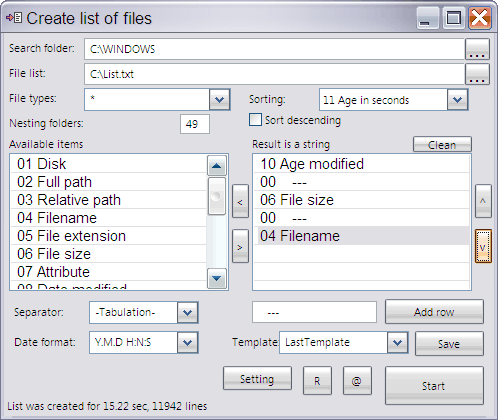 Create list of files
Search folder: C:\WINDOWS ...
File list: C:\List.txt ...
File types: * Sorting: 11 Age in seconds
Nesting folders: 49 Sort descending
Available items Result is a string Clean
01 Disk 10 Age modified
02 Full path 00 ---
03 Relative path 06 File size
04 Filename 00 ---
05 File extension 04 Filename
06 File size
07 Attribute
08 Date modified
< ^
> v
Separator: -Tabulation- --- Add row
Date format: Y.M.D H:N:S Template: LastTemplate Save
Setting R @ Start
List was created for 15.22 sec, 11942 lines